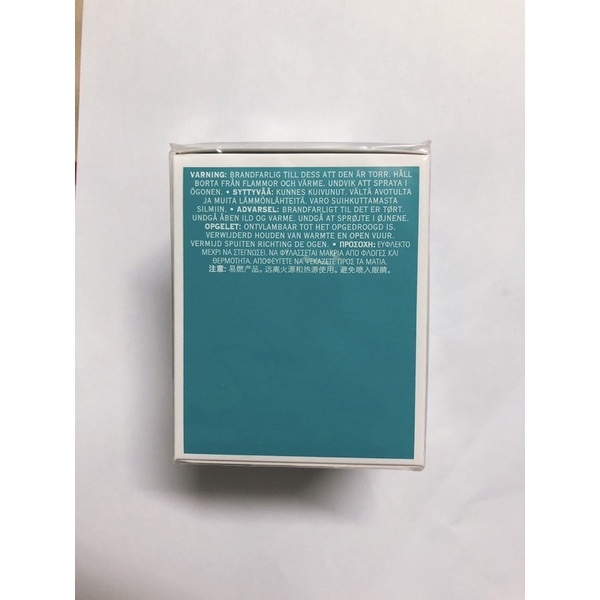 VARNING: BRANDFARLIG TILL DESS ATT DEN ÄR TORR. HÅLL
BORTA FRÅN FLAMMOR OCH VÄRME. UNDVIK ATT SPRAYA I
ÖGONEN. • SYTTYVÄÄ: KUNNES KUIVUNUT. VÄLTÄ AVOTULTA
JA MUITA LÄMMÖNLÄHTEITÄ. VARO SUIHKUTTAMASTA
SILMIIN. • ADVARSEL: BRANDFARLIGT TIL DET ER TØRT.
UNDGÅ ÅBEN ILD OG VARME. UNDGÅ AT SPRØJTE I ØJNENE.
OPGELET: ONTVLAMBAAR TOT HET OPGEDROOGD IS.
VERWIJDERD HOUDEN VAN WARMTE EN OPEN VUUR.
VERMIJD SPUITEN RICHTING DE OGEN. • ΠΡΟΣΟΧΗ: ΕΥΦΛΕΚΤΟ
ΜΕΧΡΙ ΝΑ ΣΤΕΓΝΩΣΕΙ. ΝΑ ΦΥΛΑΣΣΕΤΑΙ ΜΑΚΡΙΑ ΑΠΟ ΦΛΟΓΕΣ ΚΑΙ
ΘΕΡΜΟΤΗΤΑ. ΑΠΟΦΕΥΓΕΤΕ ΝΑ ΨΕΚΑΖΕΤΕ ΠΡΟΣ ΤΑ ΜΑΤΙΑ.
注意: 易燃产品。远离火源和热源使用。避免喷入眼睛。